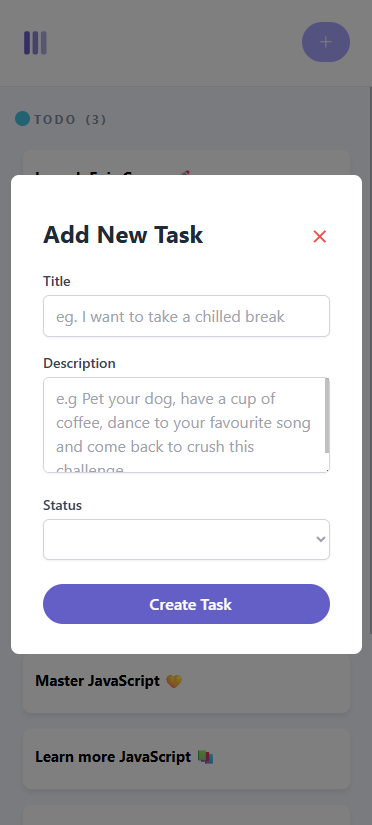 +
TODO (3)
Add New Task
Title
eg. I want to take a chilled break
Description
e.g Pet your dog, have a cup of
coffee, dance to your favourite song
and come back to crush this
challenge
Status
Create Task
Master JavaScript 💛
Learn more JavaScript 📚